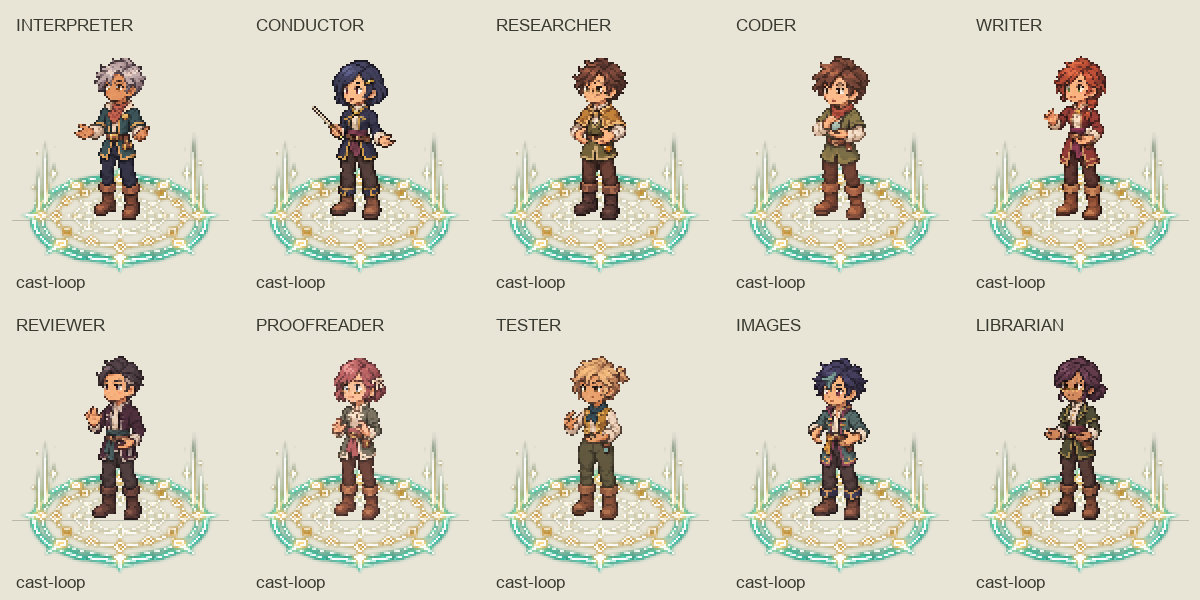 INTERPRETER
CONDUCTOR
RESEARCHER
CODER
WRITER
cast-loop
cast-loop
cast-loop
cast-loop
cast-loop
REVIEWER
PROOFREADER
TESTER
IMAGES
LIBRARIAN
cast-loop
cast-loop
cast-loop
cast-loop
cast-loop